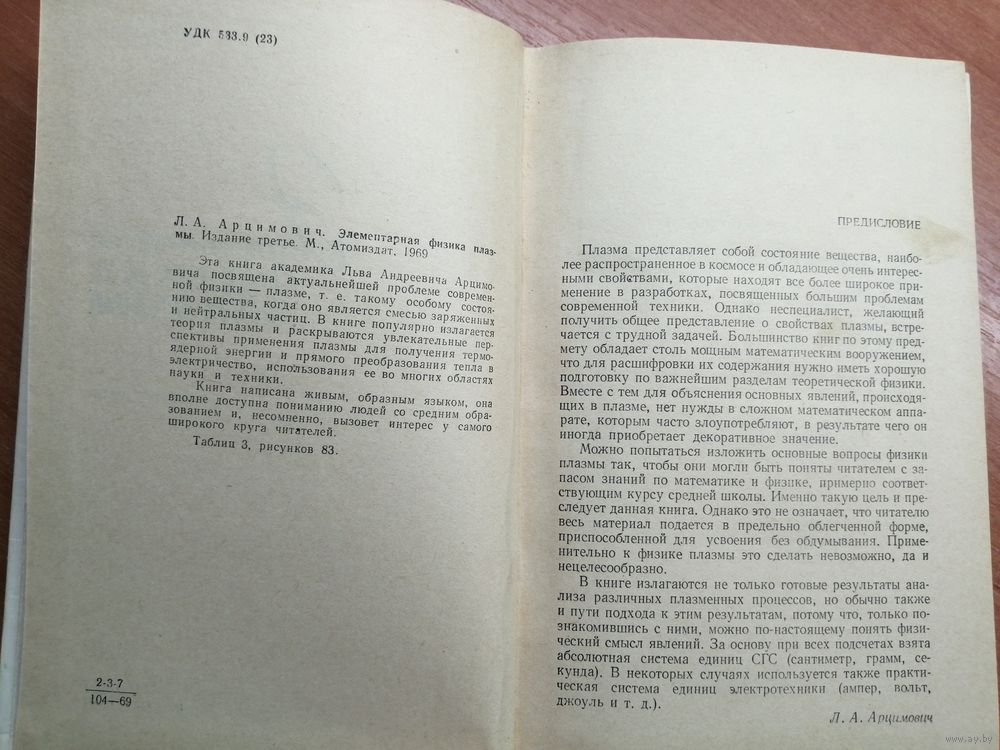 УДК 533.9 (23)
Л. А. Арцимович. Элементарная физика плаз-
мы. Издание третье. М., Атомиздат, 1969
Эта книга академика Льва Андреевича Арцимо-
вича посвящена актуальнейшей проблеме современ-
ной физики — плазме, т. е. такому особому состоя-
нию вещества, когда оно является смесью заряженных
и нейтральных частиц. В книге популярно излагается
теория плазмы и раскрываются увлекательные пер-
спективы применения плазмы для получения термо-
ядерной энергии и прямого преобразования тепла в
электричество, использования ее во многих областях
науки и техники.
Книга написана живым, образным языком, она
вполне доступна пониманию людей со средним обра-
зованием и, несомненно, вызовет интерес у самого
широкого круга читателей.
Таблиц 3, рисунков 83.
2-3-7
104—69
ПРЕДИСЛОВИЕ
Плазма представляет собой состояние вещества, наибо-
лее распространенное в космосе и обладающее очень интерес-
ными свойствами, которые находят все более широкое при-
менение в разработках, посвященных большим проблемам
современной техники. Однако неспециалист, желающий
получить общее представление о свойствах плазмы, встре-
чается с трудной задачей. Большинство книг по этому пред-
мету обладает столь мощным математическим вооружением,
что для расшифровки их содержания нужно иметь хорошую
подготовку по важнейшим разделам теоретической физики.
Вместе с тем для объяснения основных явлений, происходя-
щих в плазме, нет нужды в сложном математическом аппа-
рате, которым часто злоупотребляют, в результате чего он
иногда приобретает декоративное значение.
Можно попытаться изложить основные вопросы физики
плазмы так, чтобы они могли быть поняты читателем с за-
пасом знаний по математике и физике, примерно соответ-
ствующим курсу средней школы. Именно такую цель и пре-
следует данная книга. Однако это не означает, что читателю
весь материал подается в предельно облегченной форме,
приспособленной для усвоения без обдумывания. Приме-
нительно к физике плазмы это сделать невозможно, да и
нецелесообразно.
В книге излагаются не только готовые результаты ана-
лиза различных плазменных процессов, но обычно также
и пути подхода к этим результатам, потому что, только по-
знакомившись с ними, можно по-настоящему понять физи-
ческий смысл явлений. За основу при всех подсчетах взята
абсолютная система единиц СГС (сантиметр, грамм, се-
кунда). В некоторых случаях используется также практи-
ческая система единиц электротехники (ампер, вольт,
джоуль и т. д.).
Л. А. Арцимович
www.ay.by